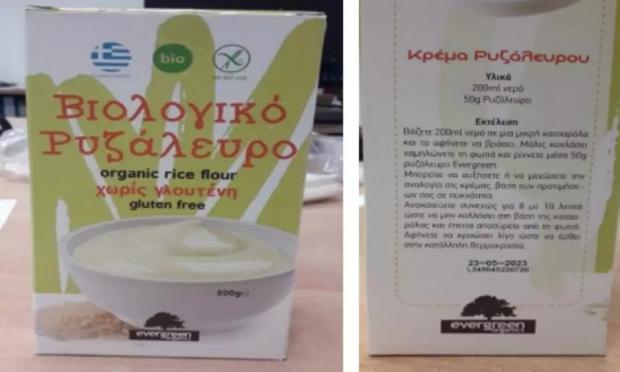 bio
Βιολογικό
Ρυζάλευρο
organic rice flour
χωρίς γλουτένη
gluten free
500g℮
evergreen
Κρέμα Ρυζάλευρου
Υλικά
200ml νερό
50g Ρυζάλευρο
Εκτέλεση
Βάζετε 200ml νερό σε μια μικρή κατσαρόλα
και το αφήνετε να βράσει. Μόλις κοχλάσει
χαμηλώνετε τη φωτιά και ρίχνετε μέσα 50g
ρυζάλευρο Evergreen.
Μπορείτε να αυξήσετε ή να μειώσετε την
αναλογία της κρέμας, βάση των προτιμήσε-
ων σας σε πυκνότητα.
Ανακατεύετε συνεχώς για 8 με 10 λεπτά
ώστε να μην κολλήσει στη βάση της κατσα-
ρόλας και έπειτα αποσύρετε από τη φωτιά.
Αφήνετε να κρυώσει λίγο ώστε να έρθει
στην κατάλληλη θερμοκρασία.
23-05-2023
L245045220720
evergreen